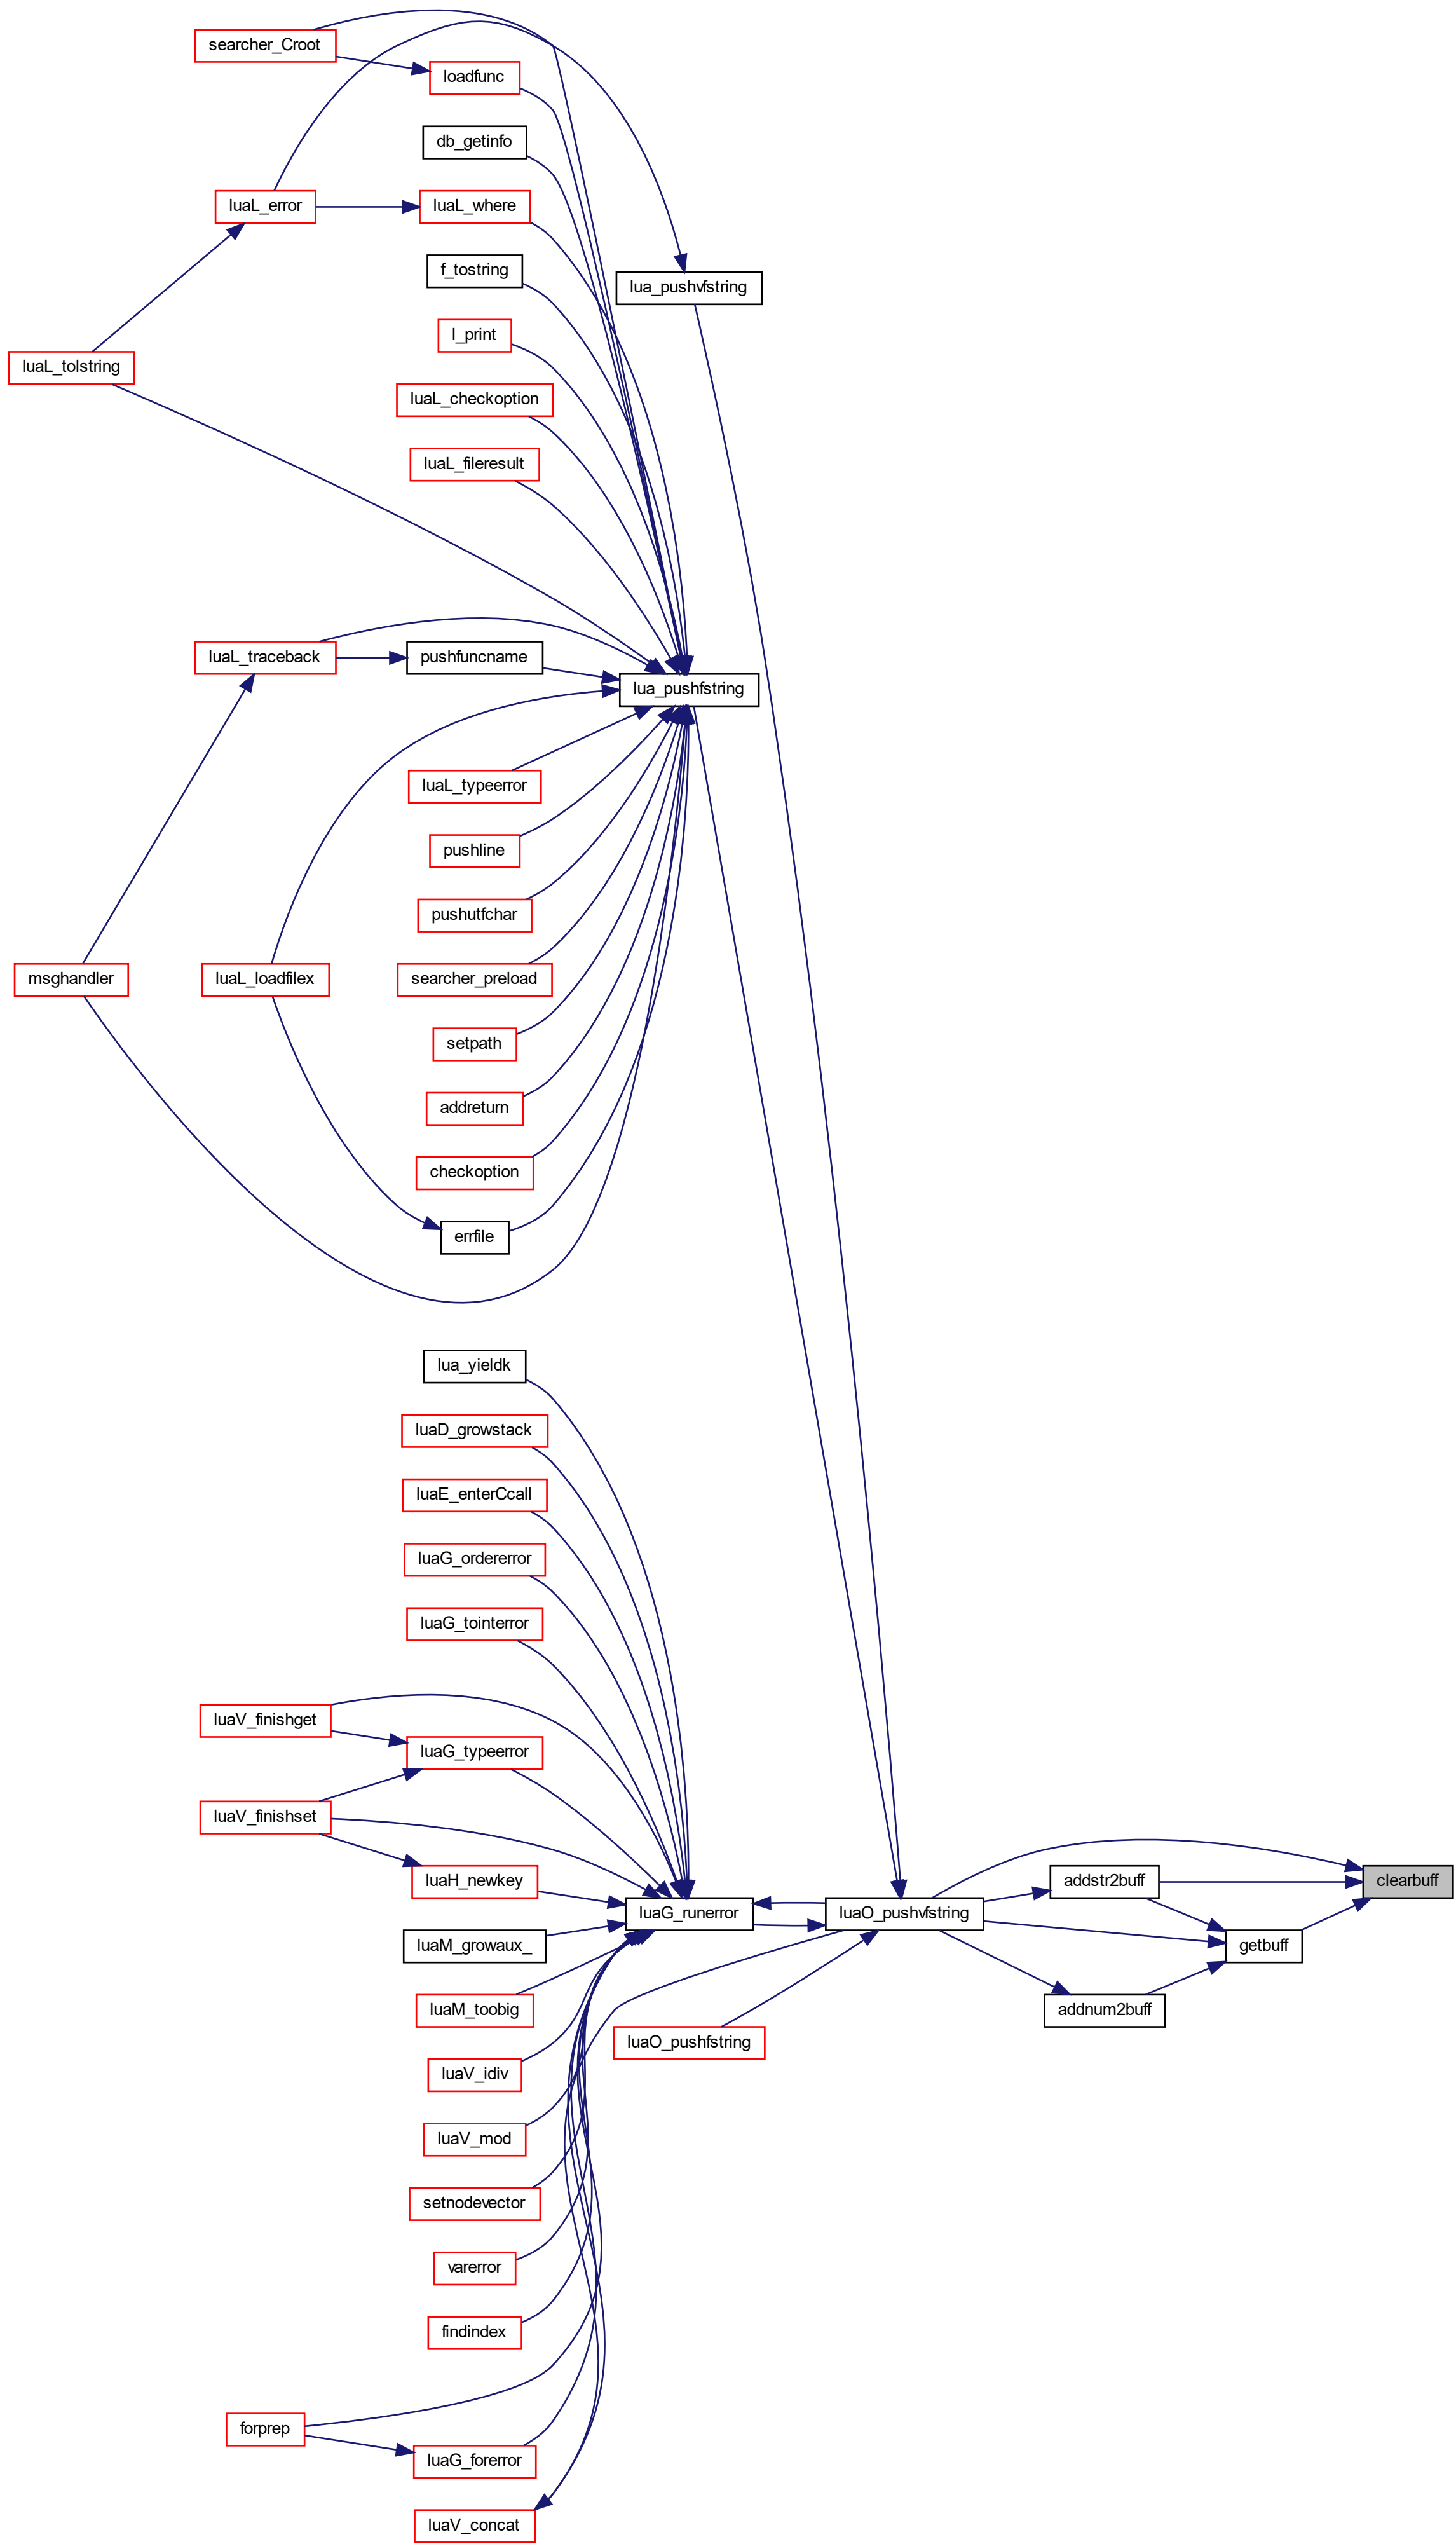 searcher_Croot
loadfunc
db_getinfo
luaL_error
luaL_where
f_tostring
lua_pushvfstring
l_print
luaL_tolstring
luaL_checkoption
luaL_fileresult
luaL_traceback
pushfuncname
lua_pushfstring
luaL_typeerror
pushline
pushutfchar
msghandler
luaL_loadfilex
searcher_preload
setpath
addreturn
checkoption
errfile
lua_yieldk
luaD_growstack
luaE_enterCcall
luaG_ordererror
luaG_tointerror
luaV_finishget
luaG_typeerror
luaV_finishset
luaH_newkey
addstr2buff
clearbuff
luaG_runerror
luaO_pushvfstring
luaM_growaux_
getbuff
luaM_toobig
addnum2buff
luaO_pushfstring
luaV_idiv
luaV_mod
setnodevector
varerror
findindex
forprep
luaG_forerror
luaV_concat